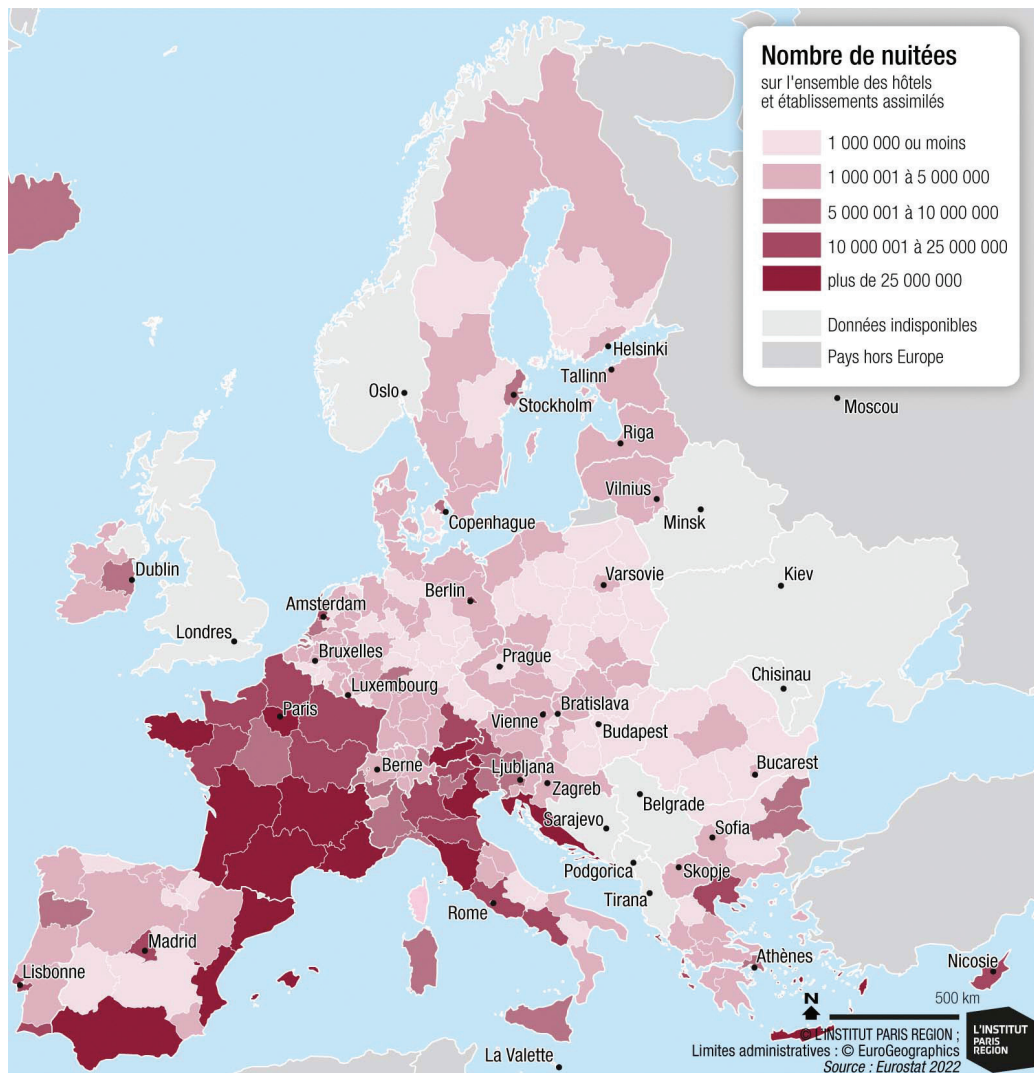 Nombre de nuitées
sur l'ensemble des hôtels
et établissements assimilés
1 000 000 ou moins
1 000 001 à 5 000 000
5 000 001 à 10 000 000
10 000 001 à 25 000 000
plus de 25 000 000
Données indisponibles
Pays hors Europe
Helsinki
Tallinn
Oslo
Stockholm
Moscou
Riga
Vilnius
Minsk
Copenhague
Dublin
Varsovie
Kiev
Berlin
Amsterdam
Londres
Bruxelles
Prague
Luxembourg
Chisinau
Paris
Bratislava
Vienne
Budapest
Berne
Ljubljana
Bucarest
Zagreb
Belgrade
Sarajevo
Sofia
Podgorica
Skopje
Tirana
Rome
Madrid
Lisbonne
Athènes
Nicosie
N
500 km
La Valette
© L'INSTITUT PARIS REGION ;
Limites administratives : © EuroGeographics
Source : Eurostat 2022
L'INSTITUT
PARIS
REGION